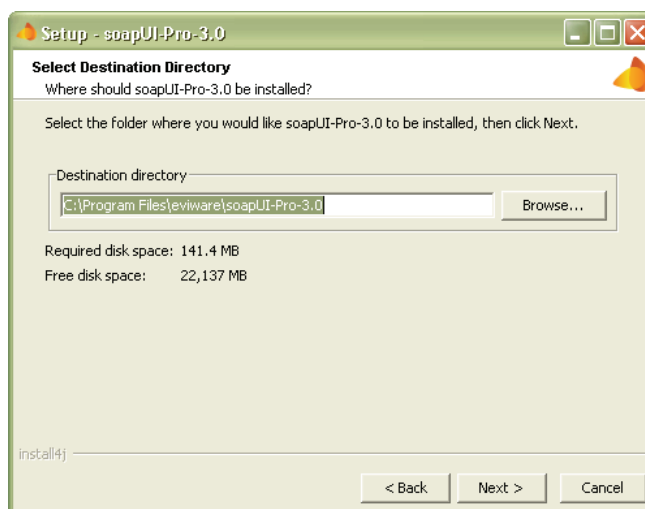 Setup - soapUI-Pro-3.0
Select Destination Directory
Where should soapUI-Pro-3.0 be installed?
Select the folder where you would like soapUI-Pro-3.0 to be installed, then click Next.
Destination directory
C:\Program Files\eviware\soapUI-Pro-3.0 Browse...
Required disk space: 141.4 MB
Free disk space: 22,137 MB
install4j
< Back Next > Cancel